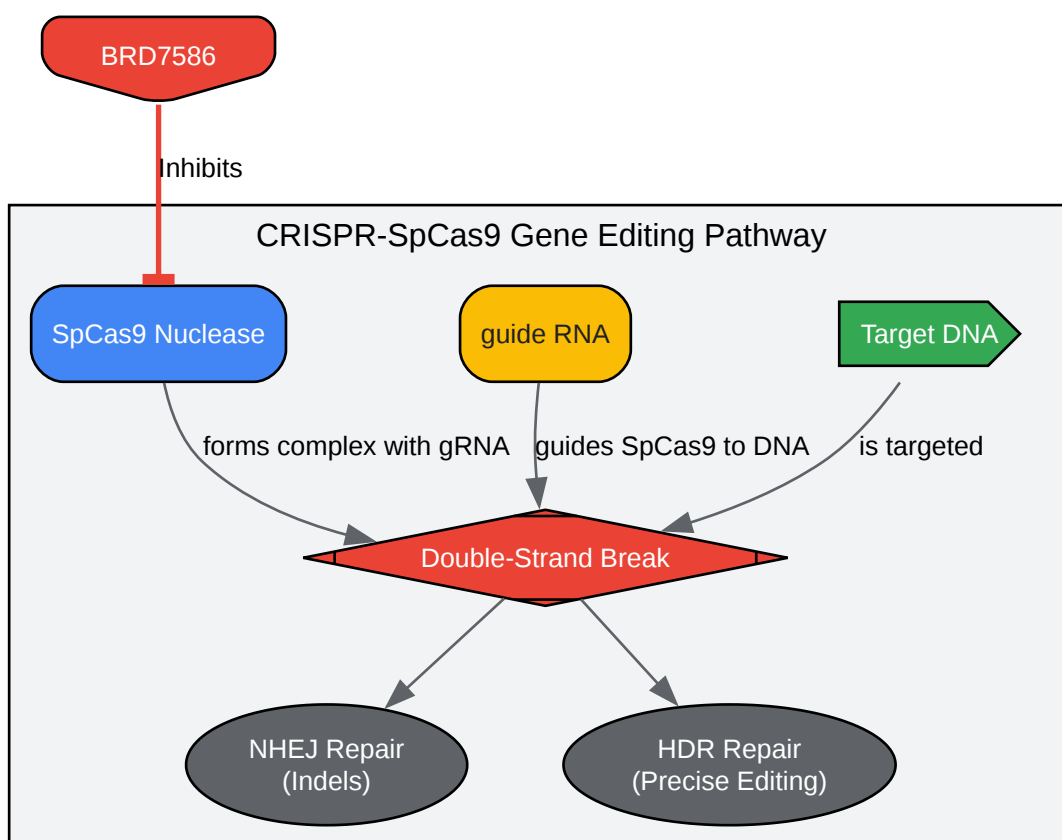 BRD7586
Inhibits
CRISPR-SpCas9 Gene Editing Pathway
SpCas9 Nuclease
guide RNA
Target DNA
forms complex with gRNA
guides SpCas9 to DNA
is targeted
Double-Strand Break
NHEJ Repair
(Indels)
HDR Repair
(Precise Editing)